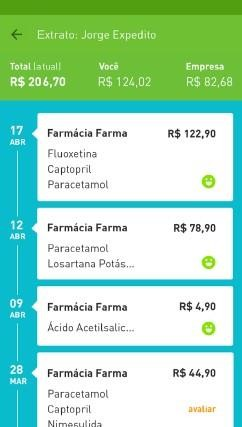 Extrato: Jorge Expedito
Total (atual) Você Empresa
R$ 206,70 R$ 124,02 R$ 82,68
17 ABR
Farmácia Farma R$ 122,90
Fluoxetina
Captopril
Paracetamol
12 ABR
Farmácia Farma R$ 78,90
Paracetamol
Losartana Potás...
09 ABR
Farmácia Farma R$ 4,90
Ácido Acetilsalic...
28 MAR
Farmácia Farma R$ 44,90
Paracetamol
Captopril avaliar
Nimesulida